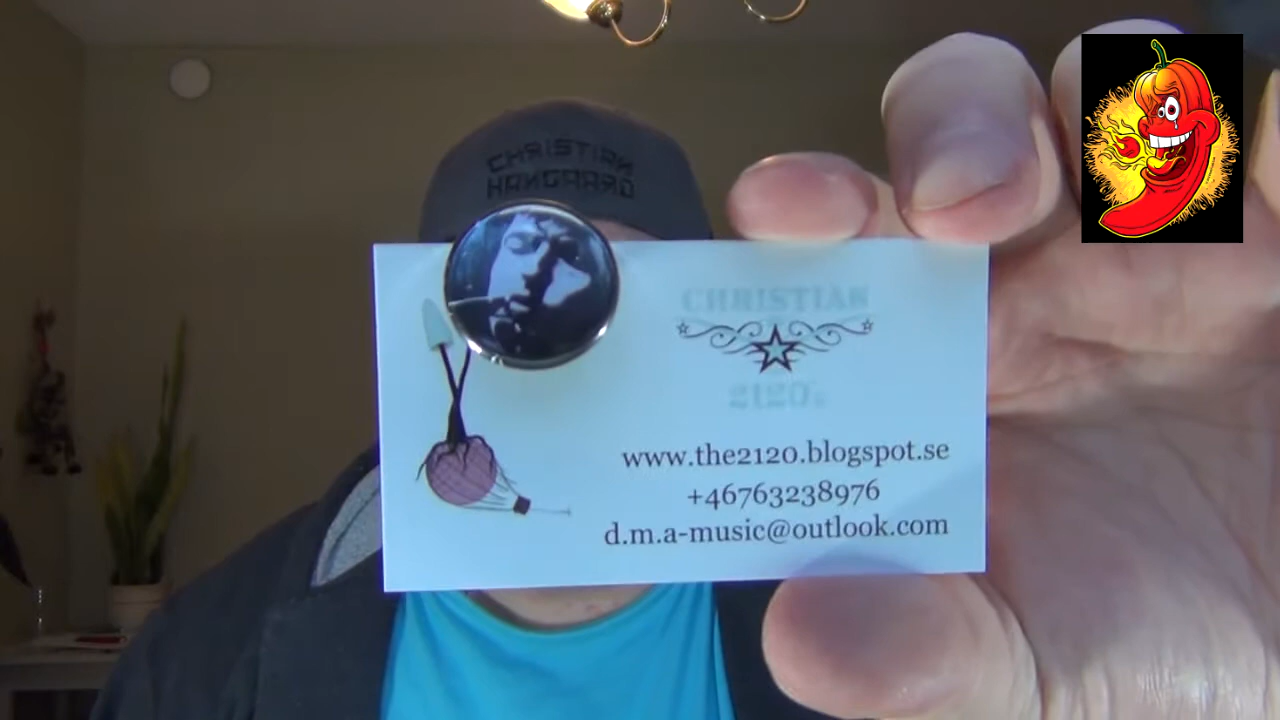 CHRISTIAN
HANGAARD
CHRISTIAN
2120's
www.the2120.blogspot.se
+46763238976
d.m.a-music@outlook.com